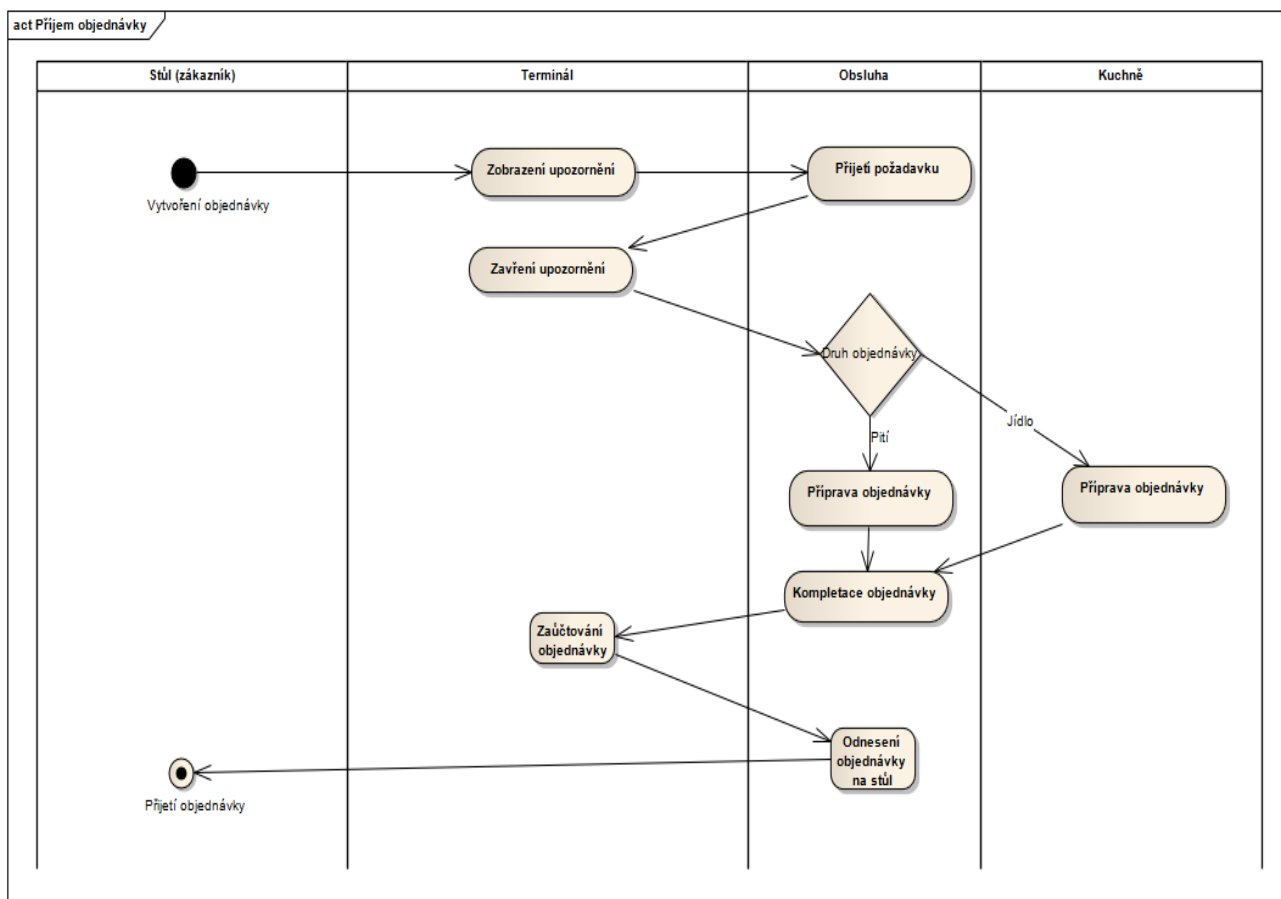 act Příjem objednávky
Stůl (zákazník)
Terminál
Obsluha
Kuchně
Zobrazení upozornění
Přijetí požadavku
Vytvoření objednávky
Zavření upozornění
Druh objednávky
Jídlo
Pití
Příprava objednávky
Příprava objednávky
Kompletace objednávky
Zaůčtování
objednávky
Odnesení
objednávky
na stůl
Přijetí objednávky